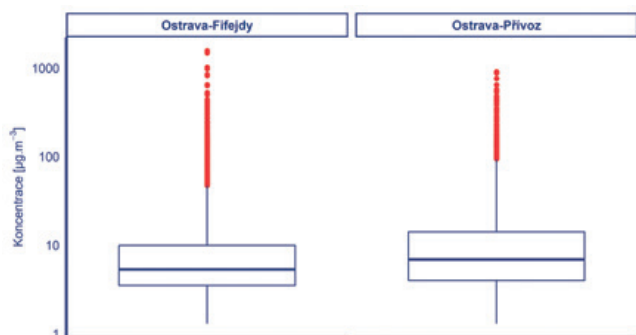 Ostrava-Fifejdy
Ostrava-Přívoz
Koncentrace [µg.m⁻³]
1000
100
10
1